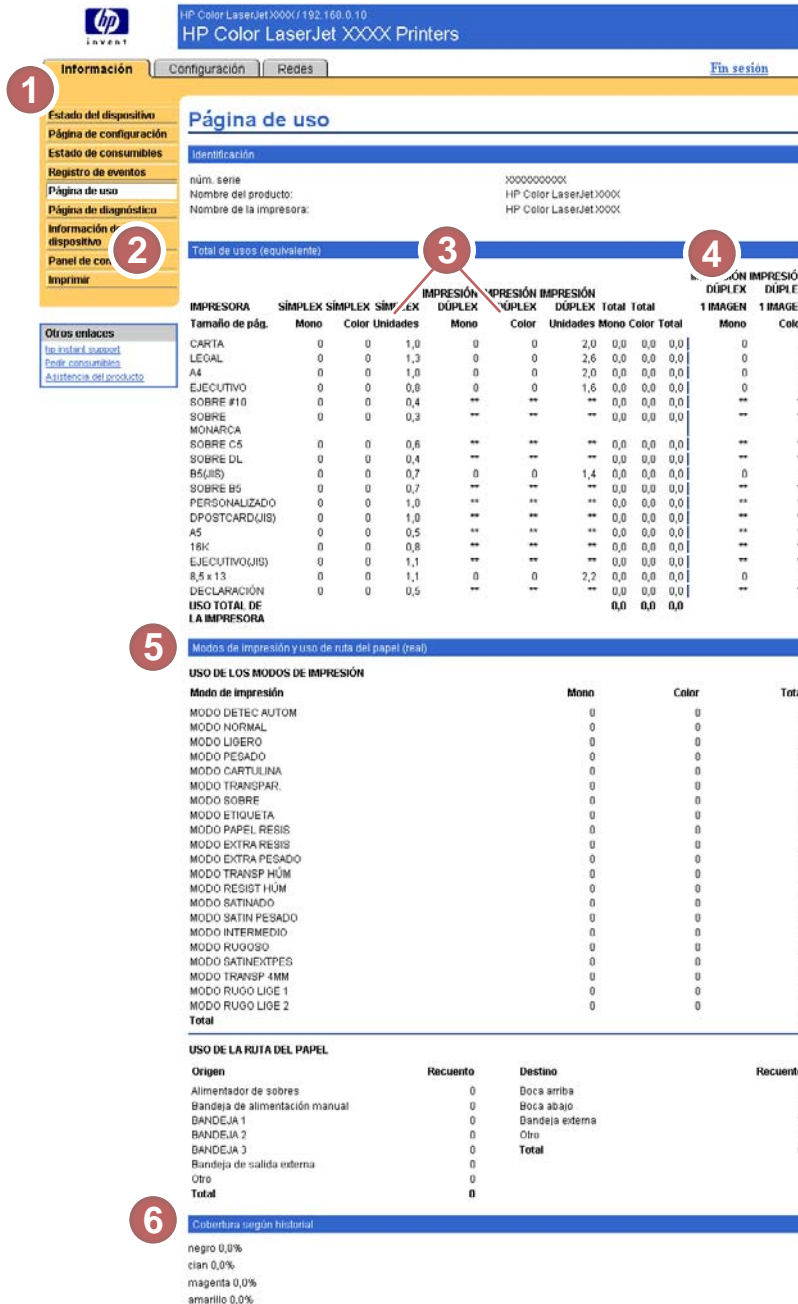 hp
invent
HP Color LaserJet XXXX / 192.168.0.10
HP Color LaserJet XXXX Printers
Información Configuración Redes Fin sesión
1
Estado del dispositivo
Página de configuración
Estado de consumibles
Registro de eventos
Página de uso
Página de diagnóstico
Información
dispositivo
Panel de
Imprimir
2
Otros enlaces
hp instant support
Pedir consumibles
Asistencia del producto
Página de uso
Identificación
núm. serie XXXXXXXXXX
Nombre del producto: HP Color LaserJet XXXX
Nombre de la impresora: HP Color LaserJet XXXX
Total de usos (equivalente)
3
4
IMPRESIÓN IMPRESIÓN IMPRESIÓN
DÚPLEX DÚPLEX
IMPRESORA SÍMPLEX SÍMPLEX SÍMPLEX DÚPLEX DÚPLEX DÚPLEX Total Total 1 IMAGEN 1 IMAGEN
Tamaño de pág. Mono Color Unidades Mono Color Unidades Mono Color Total Mono
CARTA 0 0 1,0 0 0 2,0 0,0 0,0 0,0 0
LEGAL 0 0 1,3 0 0 2,6 0,0 0,0 0,0 0
A4 0 0 1,0 0 0 2,0 0,0 0,0 0,0 0
EJECUTIVO 0 0 0,8 0 0 1,6 0,0 0,0 0,0 0
SOBRE #10 0 0 0,4 ** ** ** 0,0 0,0 0,0 **
SOBRE 0 0 0,3 ** ** ** 0,0 0,0 0,0 **
MONARCA
SOBRE C5 0 0 0,6 ** ** ** 0,0 0,0 0,0 **
SOBRE DL 0 0 0,4 ** ** ** 0,0 0,0 0,0 **
B5(JIS) 0 0 0,7 0 0 1,4 0,0 0,0 0,0 0
SOBRE B5 0 0 0,7 ** ** ** 0,0 0,0 0,0 **
PERSONALIZADO 0 0 1,0 ** ** ** 0,0 0,0 0,0 **
DPOSTCARD(JIS) 0 0 1,0 ** ** ** 0,0 0,0 0,0 **
A5 0 0 0,5 ** ** ** 0,0 0,0 0,0 **
16K 0 0 0,8 ** ** ** 0,0 0,0 0,0 **
EJECUTIVO(JIS) 0 0 1,1 ** ** ** 0,0 0,0 0,0 **
8,5 x 13 0 0 1,1 0 0 2,2 0,0 0,0 0,0 0
DECLARACIÓN 0 0 0,5 ** ** ** 0,0 0,0 0,0 **
USO TOTAL DE 0,0 0,0 0,0
LA IMPRESORA
5
Modos de impresión y uso de ruta del papel (real)
USO DE LOS MODOS DE IMPRESIÓN
Modo de impresión Mono Color
MODO DETEC AUTOM 0 0
MODO NORMAL 0 0
MODO LIGERO 0 0
MODO PESADO 0 0
MODO CARTULINA 0 0
MODO TRANSPAR. 0 0
MODO SOBRE 0 0
MODO ETIQUETA 0 0
MODO PAPEL RESIS 0 0
MODO EXTRA RESIS 0 0
MODO EXTRA PESADO 0 0
MODO TRANSP HÚM 0 0
MODO RESIST HÚM 0 0
MODO SATINADO 0 0
MODO SATIN PESADO 0 0
MODO INTERMEDIO 0 0
MODO RUGOSO 0 0
MODO SATINEXTPES 0 0
MODO TRANSP 4MM 0 0
MODO RUGO LIGE 1 0 0
MODO RUGO LIGE 2 0 0
Total
USO DE LA RUTA DEL PAPEL
Origen Recuento Destino Recuento
Alimentador de sobres 0 Boca arriba
Bandeja de alimentación manual 0 Boca abajo
BANDEJA 1 0 Bandeja externa
BANDEJA 2 0 Otro
BANDEJA 3 0 Total
Bandeja de salida externa 0
Otro 0
Total 0
6
Cobertura según historial
negro 0,0%
cian 0,0%
magenta 0,0%
amarillo 0,0%